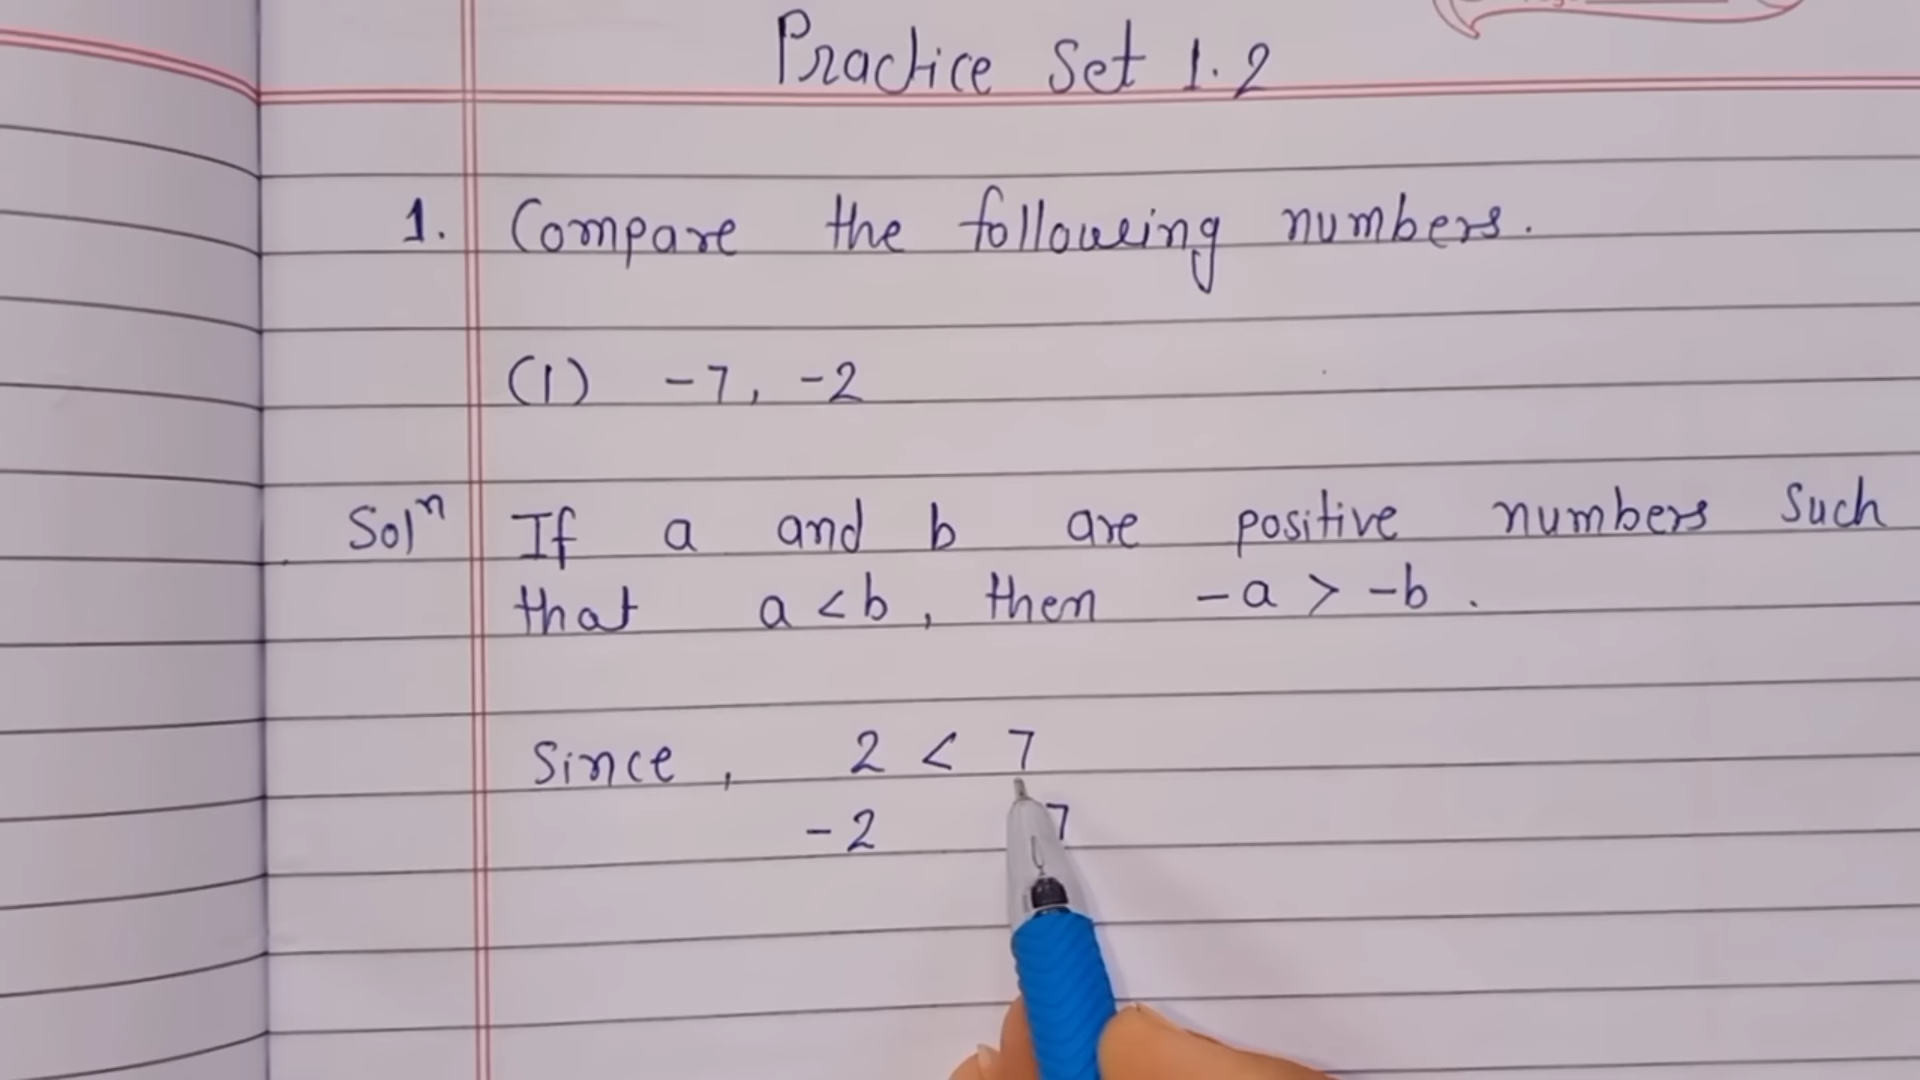 Practice Set 1.2
1. Compare the following numbers.
(1) -7, -2
Solⁿ If a and b are positive numbers such
that a < b, then -a > -b.
Since, 2 < 7
-2 7